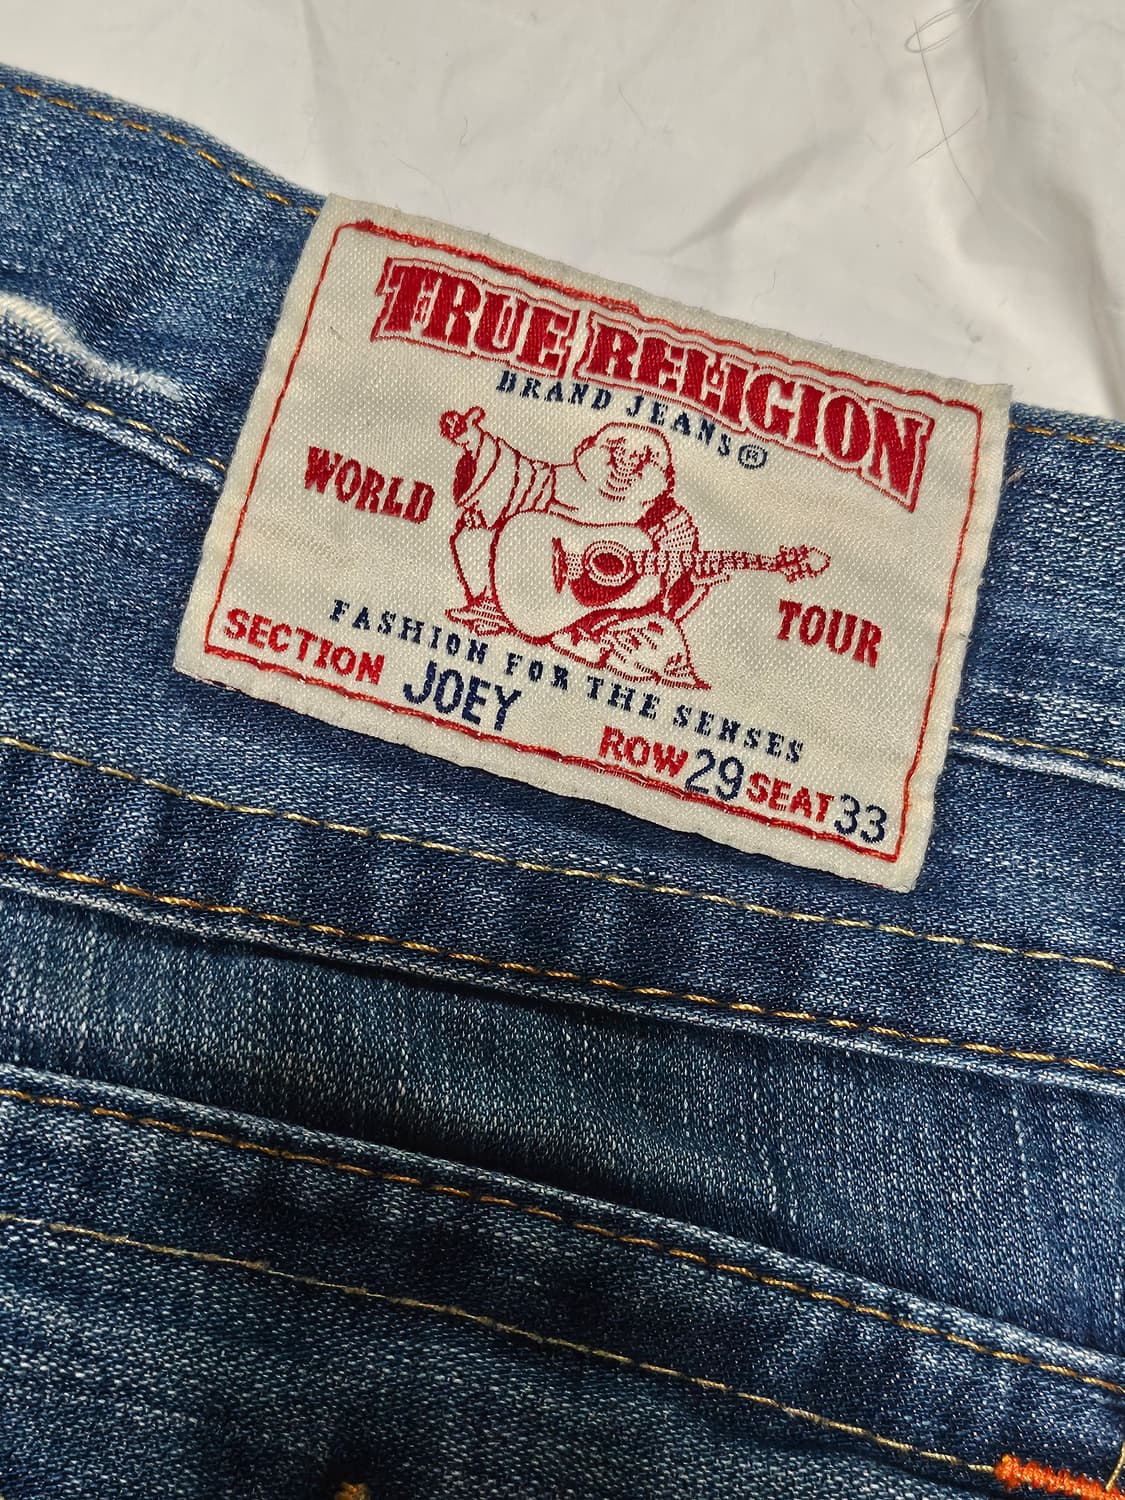 TRUE RELIGION
BRAND JEANS®
WORLD TOUR
FASHION FOR THE SENSES
SECTION JOEY ROW 29 SEAT 33